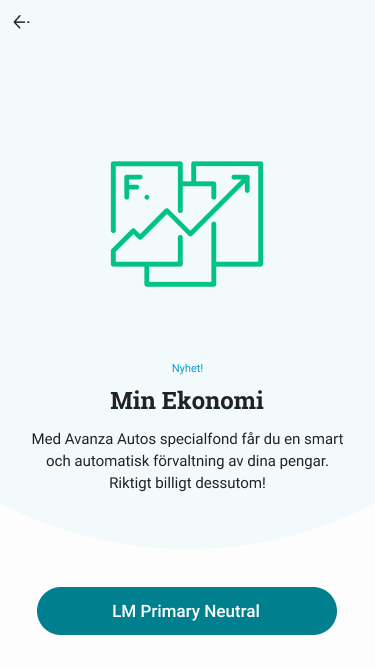 F.
Nyhet!
Min Ekonomi
Med Avanza Autos specialfond får du en smart
och automatisk förvaltning av dina pengar.
Riktigt billigt dessutom!
LM Primary Neutral